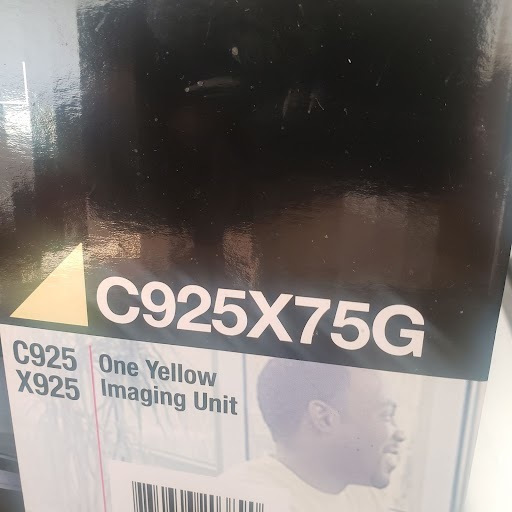 C925X75G
C925
X925
One Yellow
Imaging Unit